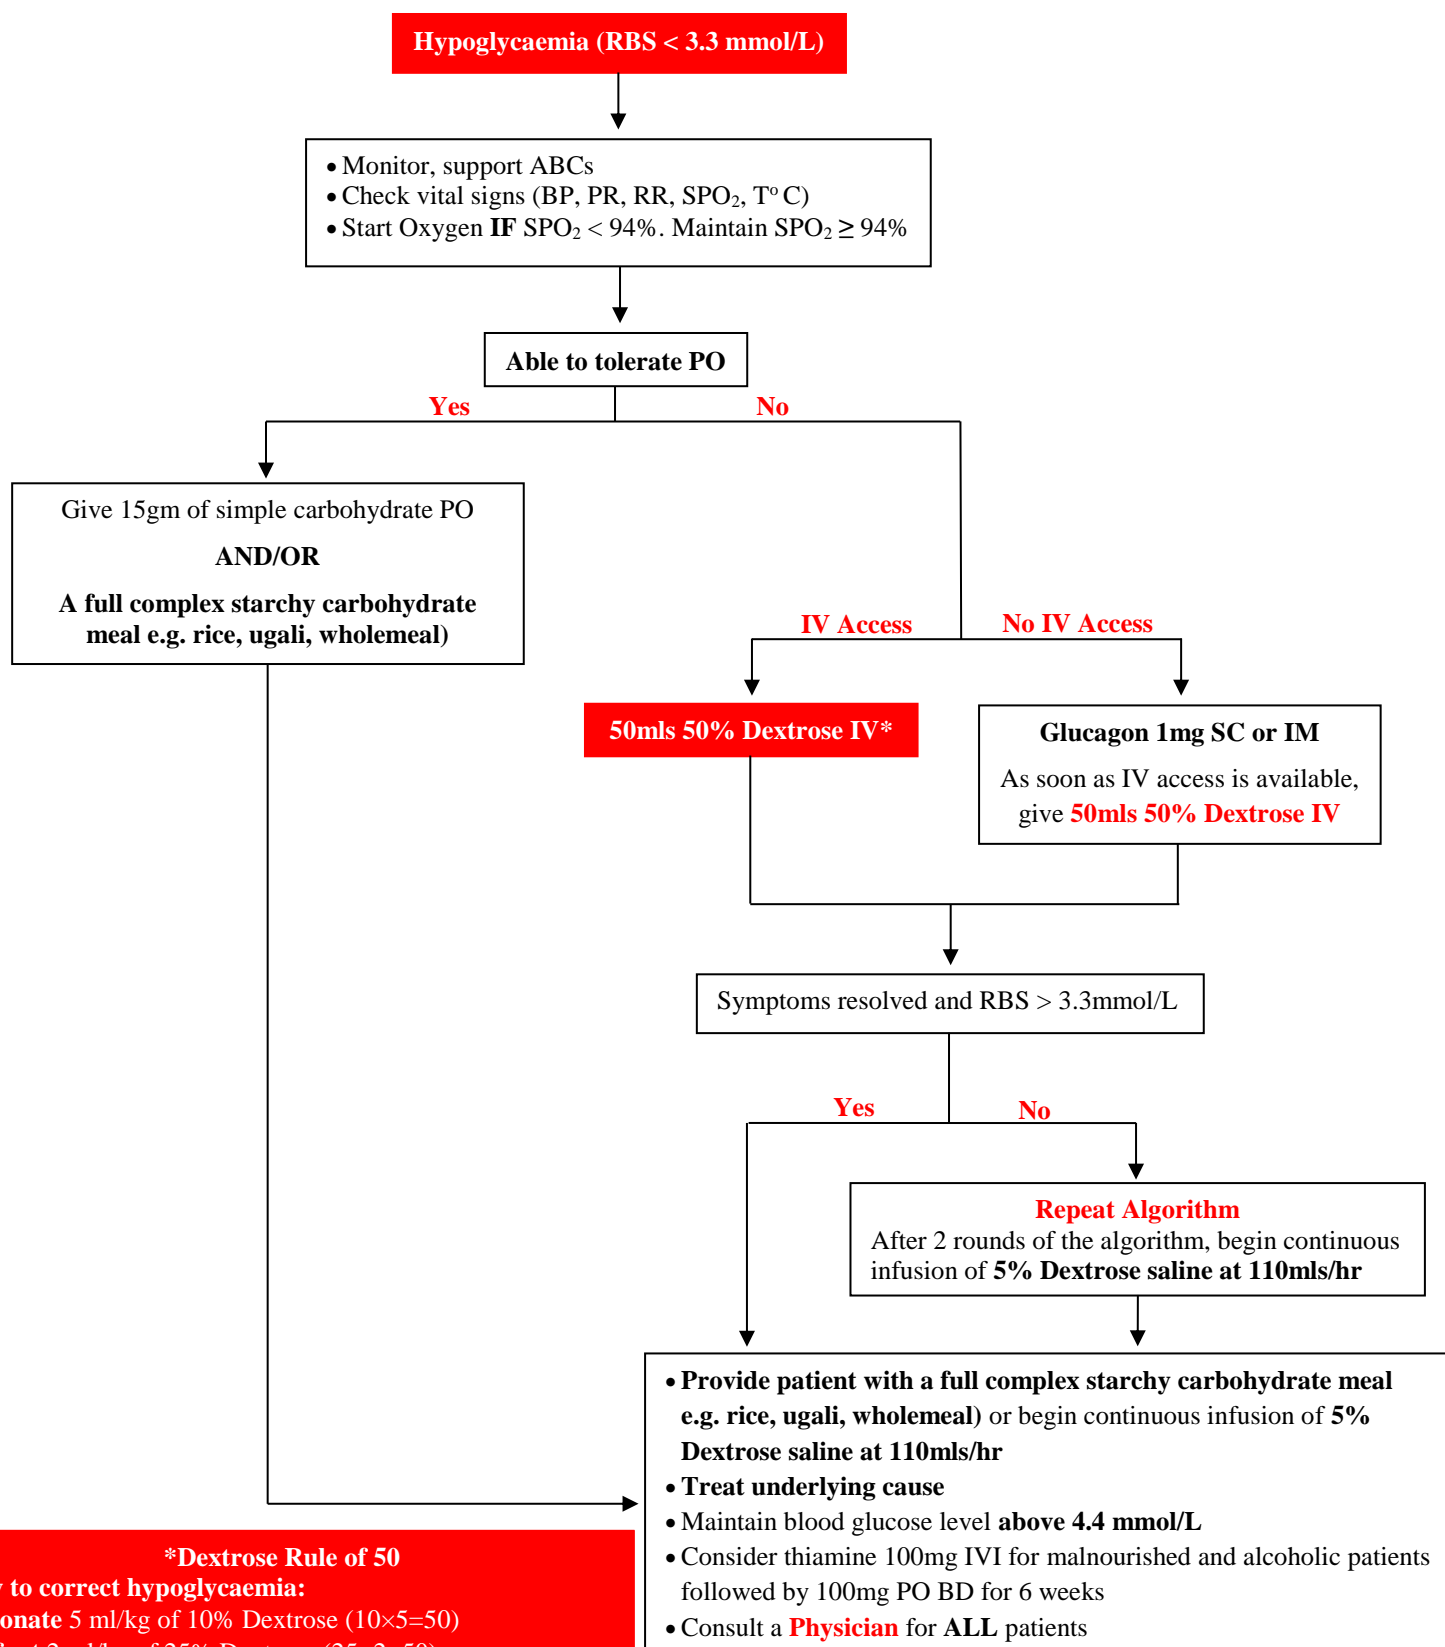 Hypoglycaemia (RBS < 3.3 mmol/L)
• Monitor, support ABCs
• Check vital signs (BP, PR, RR, SPO₂, Tº C)
• Start Oxygen IF SPO₂ < 94%. Maintain SPO₂ ≥ 94%
Able to tolerate PO
Yes
No
Give 15gm of simple carbohydrate PO
AND/OR
A full complex starchy carbohydrate
meal e.g. rice, ugali, wholemeal)
IV Access
No IV Access
50mls 50% Dextrose IV*
Glucagon 1mg SC or IM
As soon as IV access is available,
give 50mls 50% Dextrose IV
Symptoms resolved and RBS > 3.3mmol/L
Yes
No
Repeat Algorithm
After 2 rounds of the algorithm, begin continuous
infusion of 5% Dextrose saline at 110mls/hr
• Provide patient with a full complex starchy carbohydrate meal
e.g. rice, ugali, wholemeal) or begin continuous infusion of 5%
Dextrose saline at 110mls/hr
• Treat underlying cause
• Maintain blood glucose level above 4.4 mmol/L
• Consider thiamine 100mg IVI for malnourished and alcoholic patients
followed by 100mg PO BD for 6 weeks
• Consult a Physician for ALL patients
*Dextrose Rule of 50
to correct hypoglycaemia:
onate 5 ml/kg of 10% Dextrose (10×5=50)